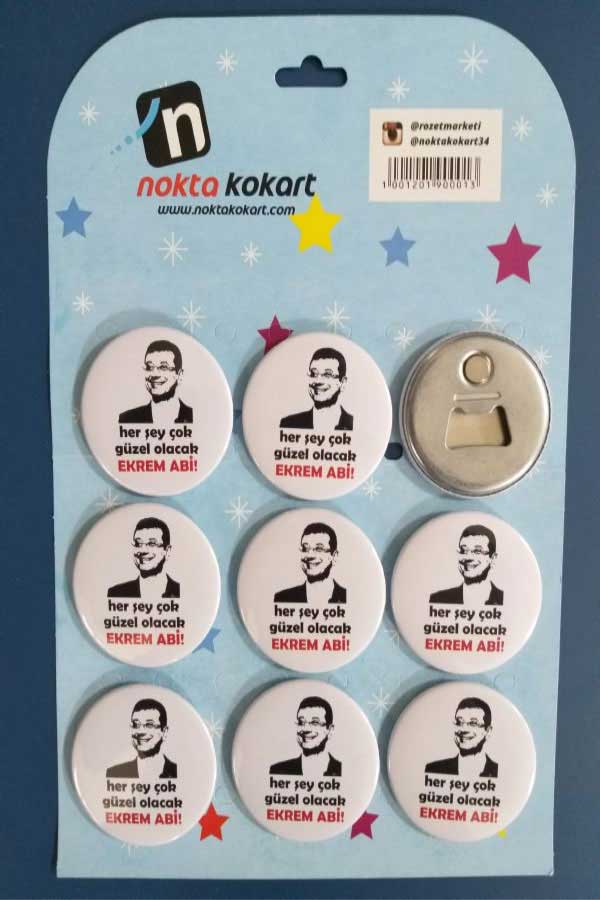 n
nokta kokart
www.noktakokart.com
@rozetmarketi
@noktakokart34
1001201900013
her şey çok
güzel olacak
EKREM ABİ!
her şey çok
güzel olacak
EKREM ABİ!
her şey çok
güzel olacak
EKREM ABİ!
her şey çok
güzel olacak
EKREM ABİ!
her şey çok
güzel olacak
EKREM ABİ!
her şey çok
güzel olacak
EKREM ABİ!
her şey çok
güzel olacak
EKREM ABİ!
her şey çok
güzel olacak
EKREM ABİ!